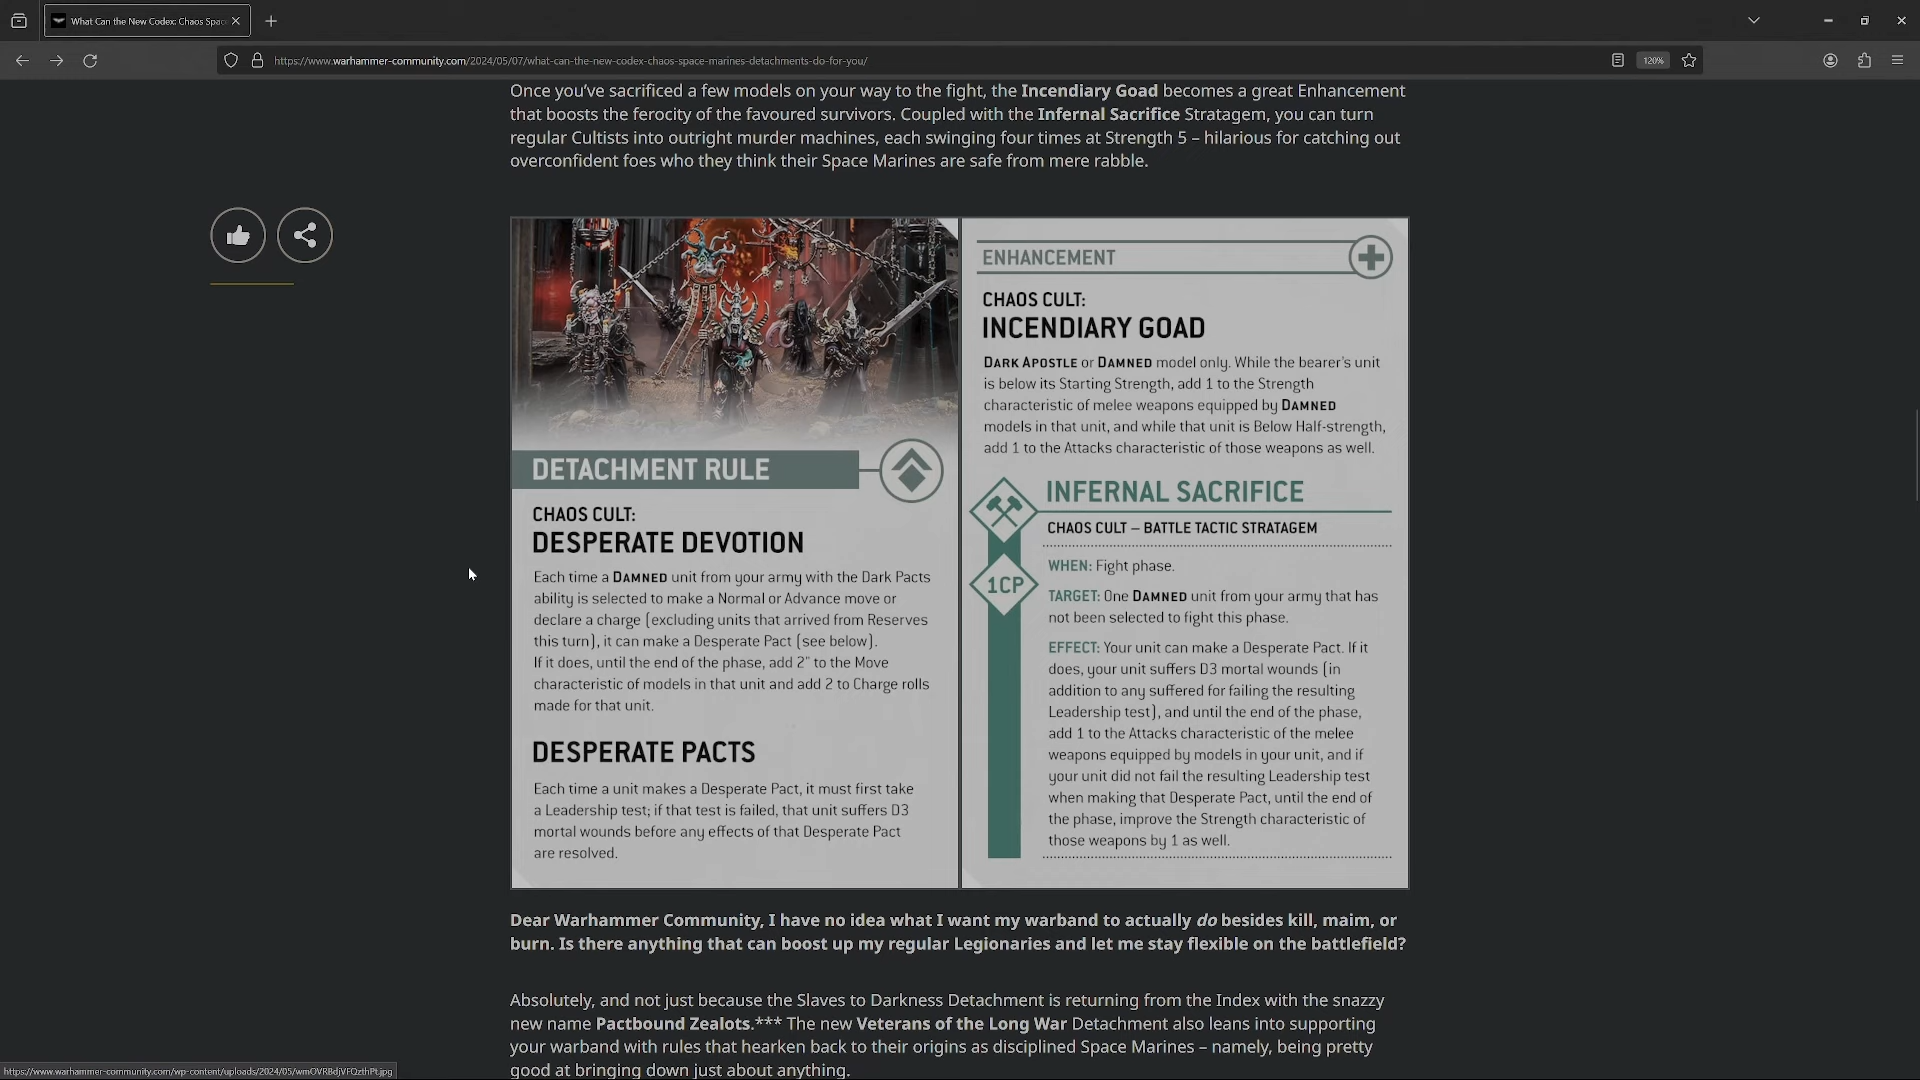 What Can the New Codex: Chaos Spac
https://www.warhammer-community.com/2024/05/07/what-can-the-new-codex-chaos-space-marines-detachments-do-for-you/
120%
Once you've sacrificed a few models on your way to the fight, the Incendiary Goad becomes a great Enhancement
that boosts the ferocity of the favoured survivors. Coupled with the Infernal Sacrifice Stratagem, you can turn
regular Cultists into outright murder machines, each swinging four times at Strength 5 – hilarious for catching out
overconfident foes who they think their Space Marines are safe from mere rabble.
DETACHMENT RULE
CHAOS CULT:
DESPERATE DEVOTION
Each time a DAMNED unit from your army with the Dark Pacts
ability is selected to make a Normal or Advance move or
declare a charge (excluding units that arrived from Reserves
this turn), it can make a Desperate Pact (see below).
If it does, until the end of the phase, add 2" to the Move
characteristic of models in that unit and add 2 to Charge rolls
made for that unit.
DESPERATE PACTS
Each time a unit makes a Desperate Pact, it must first take
a Leadership test; if that test is failed, that unit suffers D3
mortal wounds before any effects of that Desperate Pact
are resolved.
ENHANCEMENT
CHAOS CULT:
INCENDIARY GOAD
DARK APOSTLE or DAMNED model only. While the bearer's unit
is below its Starting Strength, add 1 to the Strength
characteristic of melee weapons equipped by DAMNED
models in that unit, and while that unit is Below Half-strength,
add 1 to the Attacks characteristic of those weapons as well.
INFERNAL SACRIFICE
CHAOS CULT – BATTLE TACTIC STRATAGEM
1CP
WHEN: Fight phase.
TARGET: One DAMNED unit from your army that has
not been selected to fight this phase.
EFFECT: Your unit can make a Desperate Pact. If it
does, your unit suffers D3 mortal wounds (in
addition to any suffered for failing the resulting
Leadership test), and until the end of the phase,
add 1 to the Attacks characteristic of the melee
weapons equipped by models in your unit, and if
your unit did not fail the resulting Leadership test
when making that Desperate Pact, until the end of
the phase, improve the Strength characteristic of
those weapons by 1 as well.
Dear Warhammer Community, I have no idea what I want my warband to actually do besides kill, maim, or
burn. Is there anything that can boost up my regular Legionaries and let me stay flexible on the battlefield?
Absolutely, and not just because the Slaves to Darkness Detachment is returning from the Index with the snazzy
new name Pactbound Zealots.*** The new Veterans of the Long War Detachment also leans into supporting
your warband with rules that hearken back to their origins as disciplined Space Marines – namely, being pretty
good at bringing down just about anything.
https://www.warhammer-community.com/wp-content/uploads/2024/05/wmOVRBdjVFQzthPt.jpg